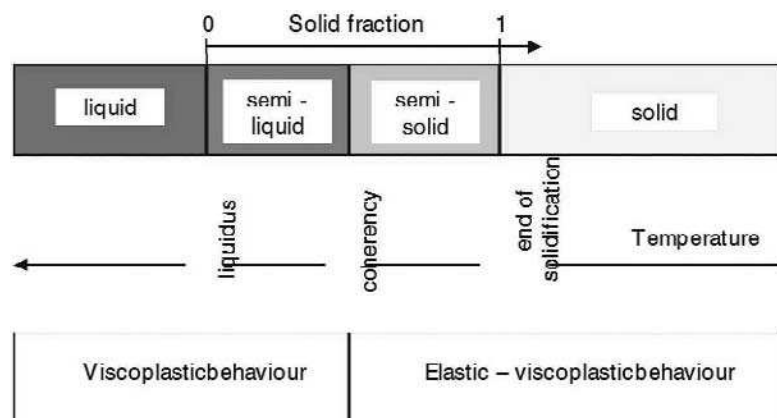 0 Solid fraction 1
liquid
semi -
liquid
semi -
solid
solid
liquidus
coherency
end of
solidification
Temperature
Viscoplasticbehaviour
Elastic – viscoplasticbehaviour